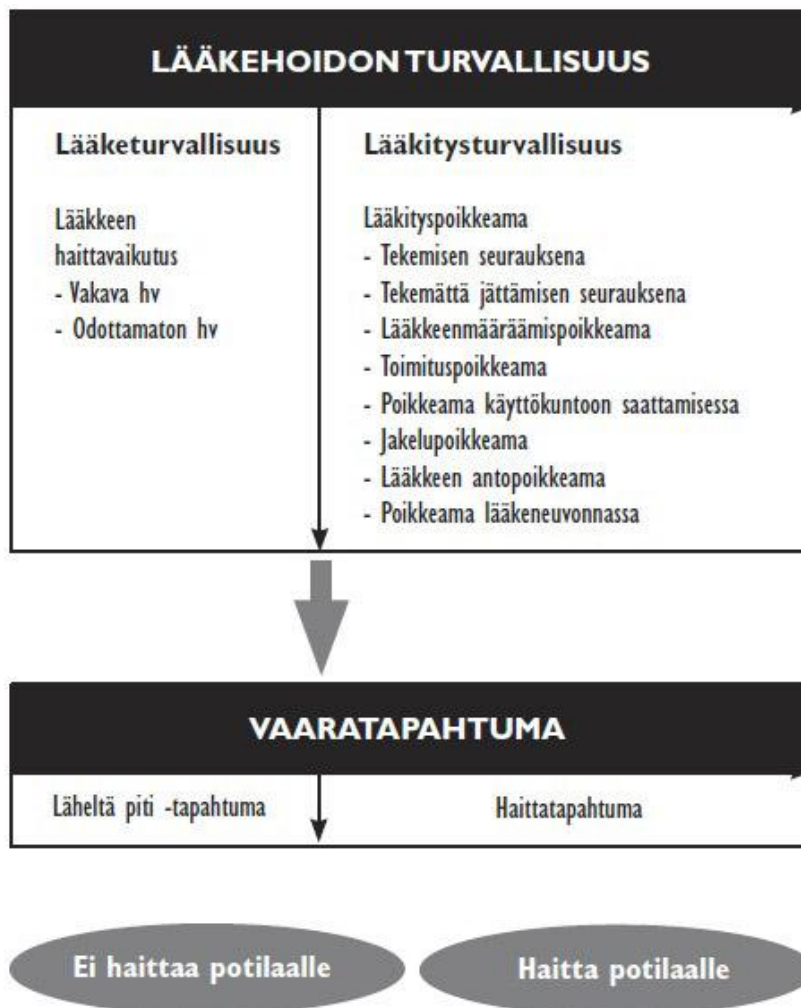 LÄÄKEHOIDON TURVALLISUUS
Lääketurvallisuus
Lääkkeen
haittavaikutus
- Vakava hv
- Odottamaton hv
Lääkitysturvallisuus
Lääkityspoikkeama
- Tekemisen seurauksena
- Tekemättä jättämisen seurauksena
- Lääkkeenmääräämispoikkeama
- Toimituspoikkeama
- Poikkeama käyttökuntoon saattamisessa
- Jakelupoikkeama
- Lääkkeen antopoikkeama
- Poikkeama lääkeneuvonnassa
VAARATAPAHTUMA
Läheltä piti -tapahtuma
Haittatapahtuma
Ei haittaa potilaalle
Haitta potilaalle